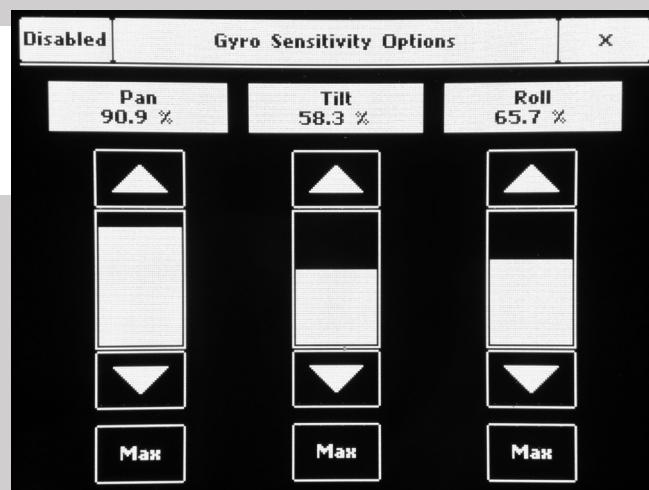 Disabled
Gyro Sensitivity Options
×
Pan
90.9 %
Tilt
58.3 %
Roll
65.7 %
Max
Max
Max